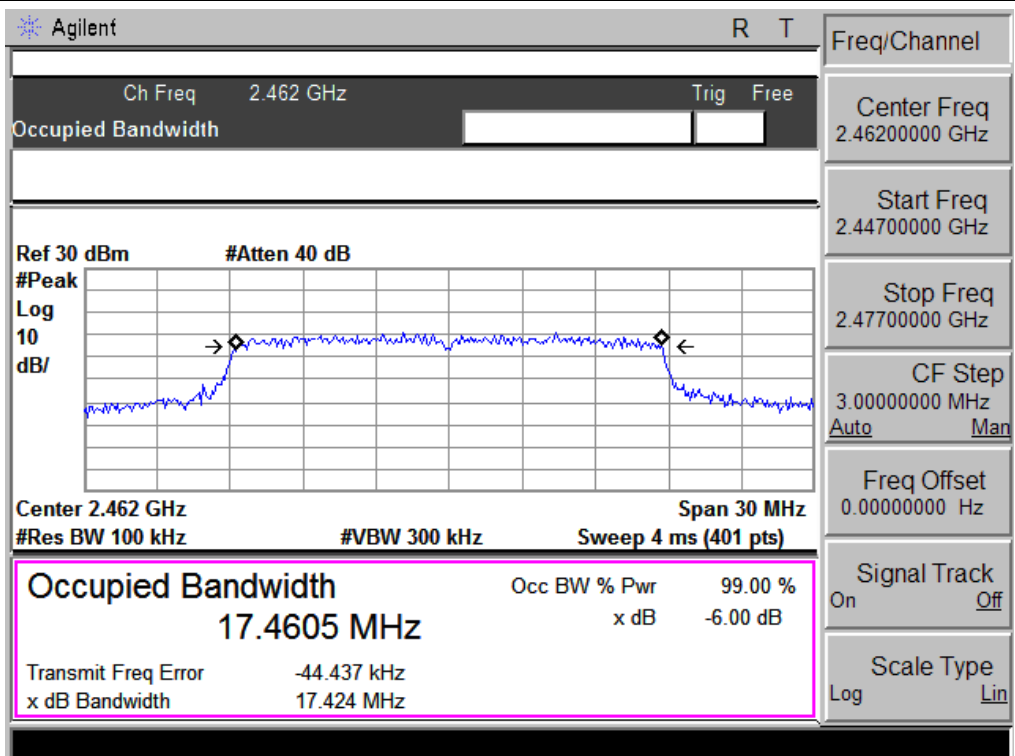 Agilent R T
Ch Freq 2.462 GHz Trig Free
Occupied Bandwidth
Ref 30 dBm #Atten 40 dB
#Peak
Log
10
dB/
Center 2.462 GHz Span 30 MHz
#Res BW 100 kHz #VBW 300 kHz Sweep 4 ms (401 pts)
Occupied Bandwidth Occ BW % Pwr 99.00 %
17.4605 MHz x dB -6.00 dB
Transmit Freq Error -44.437 kHz
x dB Bandwidth 17.424 MHz
Freq/Channel
Center Freq
2.46200000 GHz
Start Freq
2.44700000 GHz
Stop Freq
2.47700000 GHz
CF Step
3.00000000 MHz
Auto Man
Freq Offset
0.00000000 Hz
Signal Track
On Off
Scale Type
Log Lin